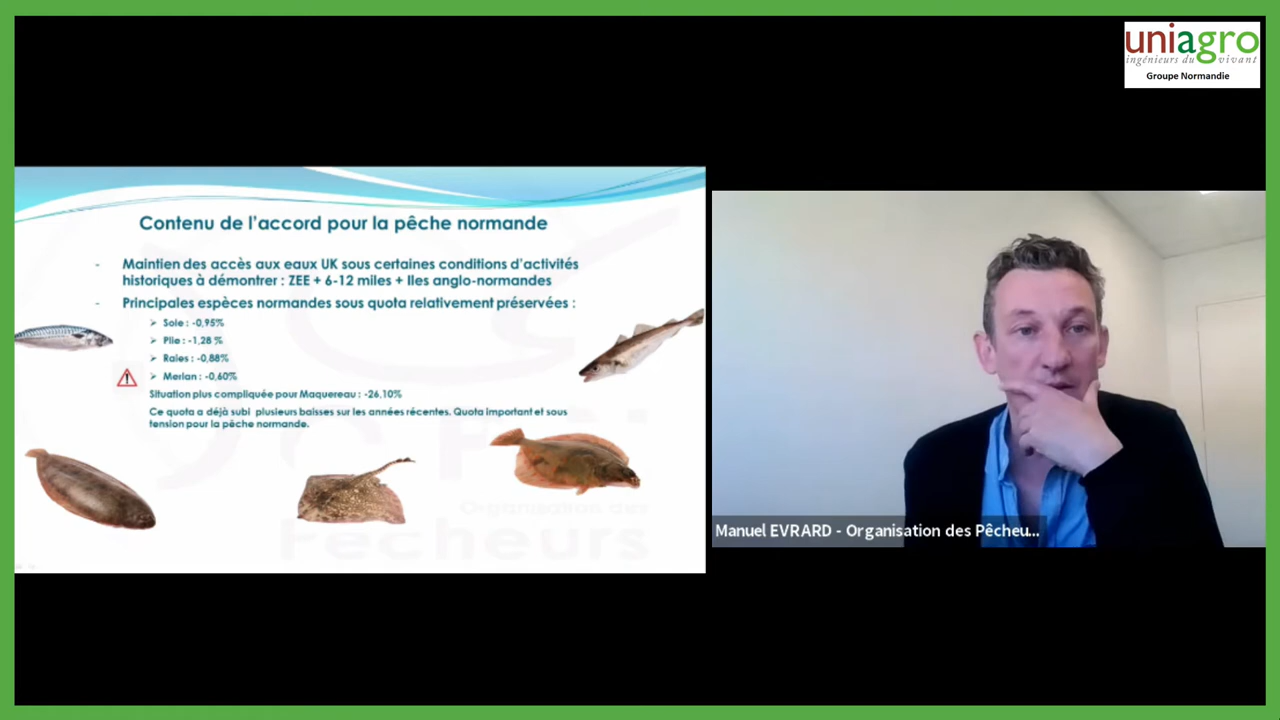 uniagro
ingénieurs du vivant
Groupe Normandie
Contenu de l'accord pour la pêche normande
- Maintien des accès aux eaux UK sous certaines conditions d'activités
historiques à démontrer : ZEE + 6-12 miles + Iles anglo-normandes
- Principales espèces normandes sous quota relativement préservées :
➢ Sole : -0,95%
➢ Plie : -1,28 %
➢ Raies : -0,88%
➢ Merlan : -0,60%
Situation plus compliquée pour Maquereau : -26,10%
Ce quota a déjà subi plusieurs baisses sur les années récentes. Quota important et sous
tension pour la pêche normande.
Organisation des
Pêcheurs
Manuel EVRARD - Organisation des Pêcheu...